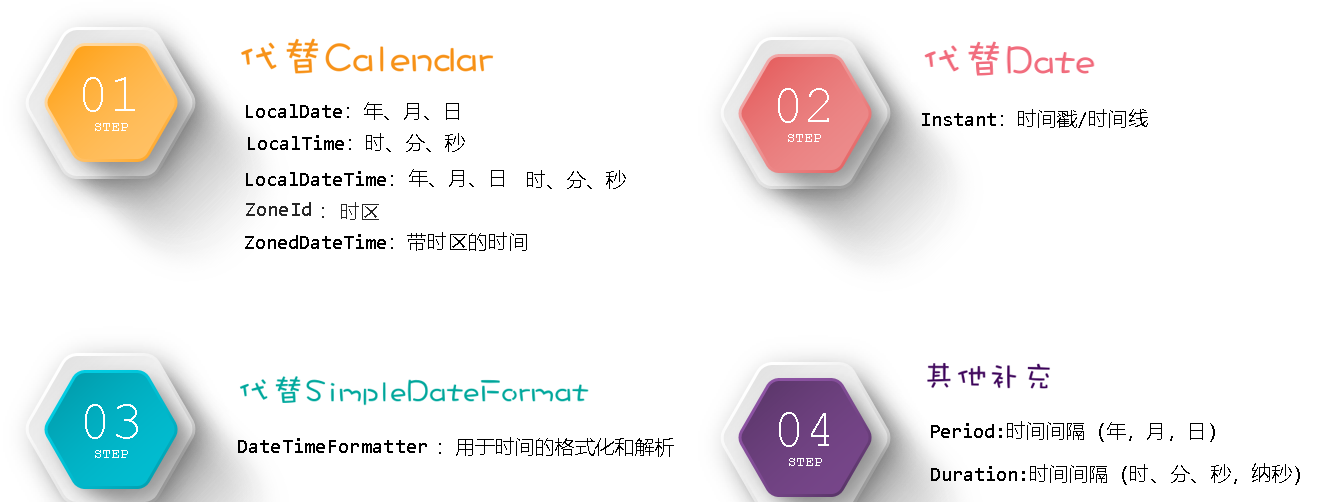 代替Calendar
01
STEP
LocalDate：年、月、日
LocalTime：时、分、秒
LocalDateTime：年、月、日 时、分、秒
ZoneId：时区
ZonedDateTime：带时区的时间
代替Date
02
STEP
Instant：时间戳/时间线
代替SimpleDateFormat
03
STEP
DateTimeFormatter：用于时间的格式化和解析
其他补充
04
STEP
Period:时间间隔（年，月，日）
Duration:时间间隔（时、分、秒，纳秒）